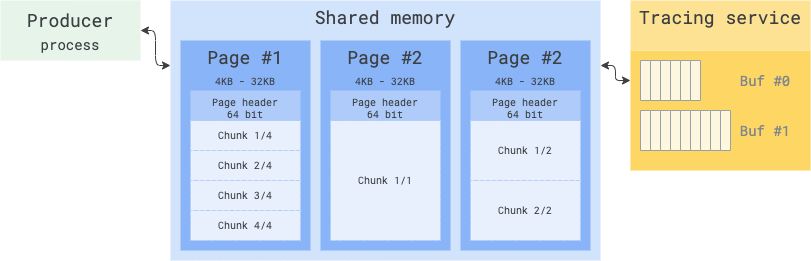 Producer
process
Shared memory
Page #1
4KB - 32KB
Page header
64 bit
Chunk 1/4
Chunk 2/4
Chunk 3/4
Chunk 4/4
Page #2
4KB - 32KB
Page header
64 bit
Chunk 1/1
Page #2
4KB - 32KB
Page header
64 bit
Chunk 1/2
Chunk 2/2
Tracing service
Buf #0
Buf #1